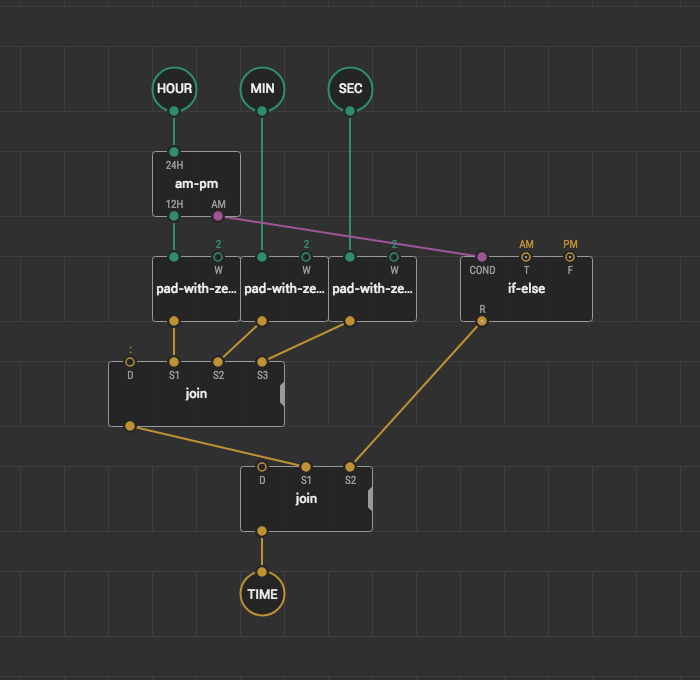 HOUR MIN SEC
24H
am-pm
12H AM
2 2 2 AM PM
W W W COND T F
pad-with-ze... pad-with-ze... pad-with-ze... if-else
R
:
D S1 S2 S3
join
D S1 S2
join
TIME